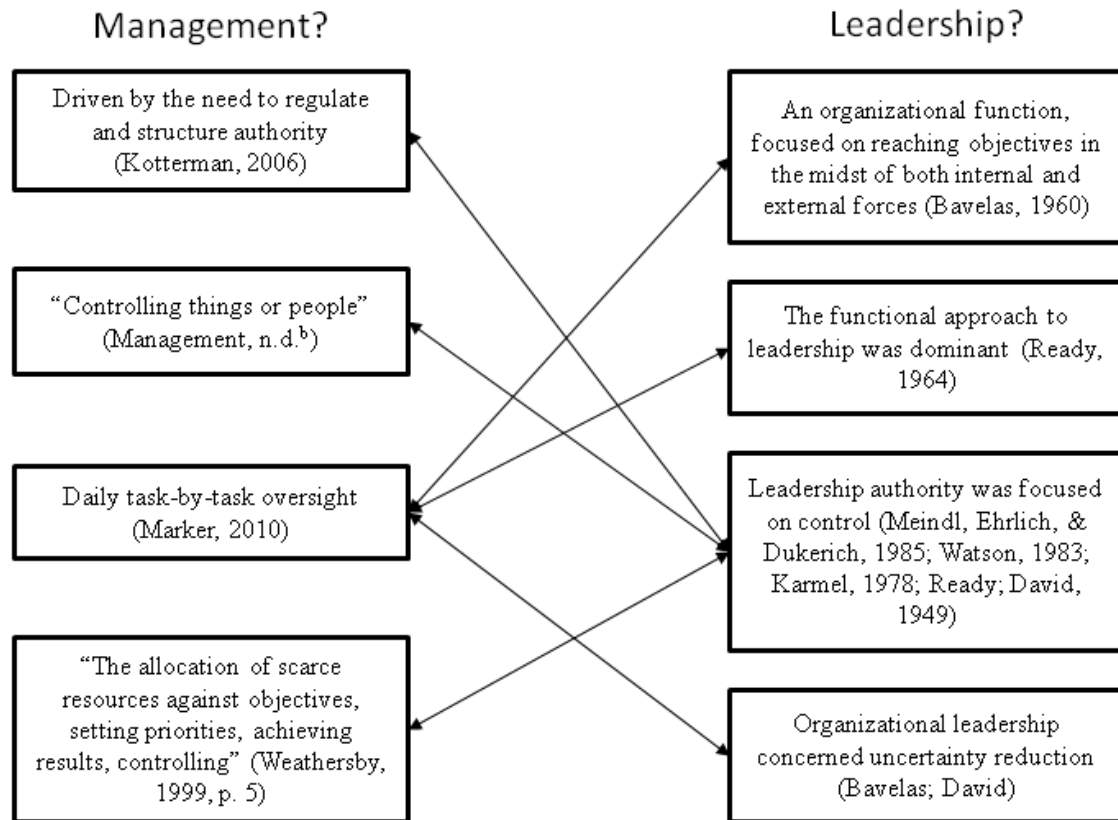 Management?
Driven by the need to regulate
and structure authority
(Kotterman, 2006)
“Controlling things or people”
(Management, n.d.ᵇ)
Daily task-by-task oversight
(Marker, 2010)
“The allocation of scarce
resources against objectives,
setting priorities, achieving
results, controlling” (Weathersby,
1999, p. 5)
Leadership?
An organizational function,
focused on reaching objectives in
the midst of both internal and
external forces (Bavelas, 1960)
The functional approach to
leadership was dominant (Ready,
1964)
Leadership authority was focused
on control (Meindl, Ehrlich, &
Dukerich, 1985; Watson, 1983;
Karmel, 1978; Ready; David,
1949)
Organizational leadership
concerned uncertainty reduction
(Bavelas; David)